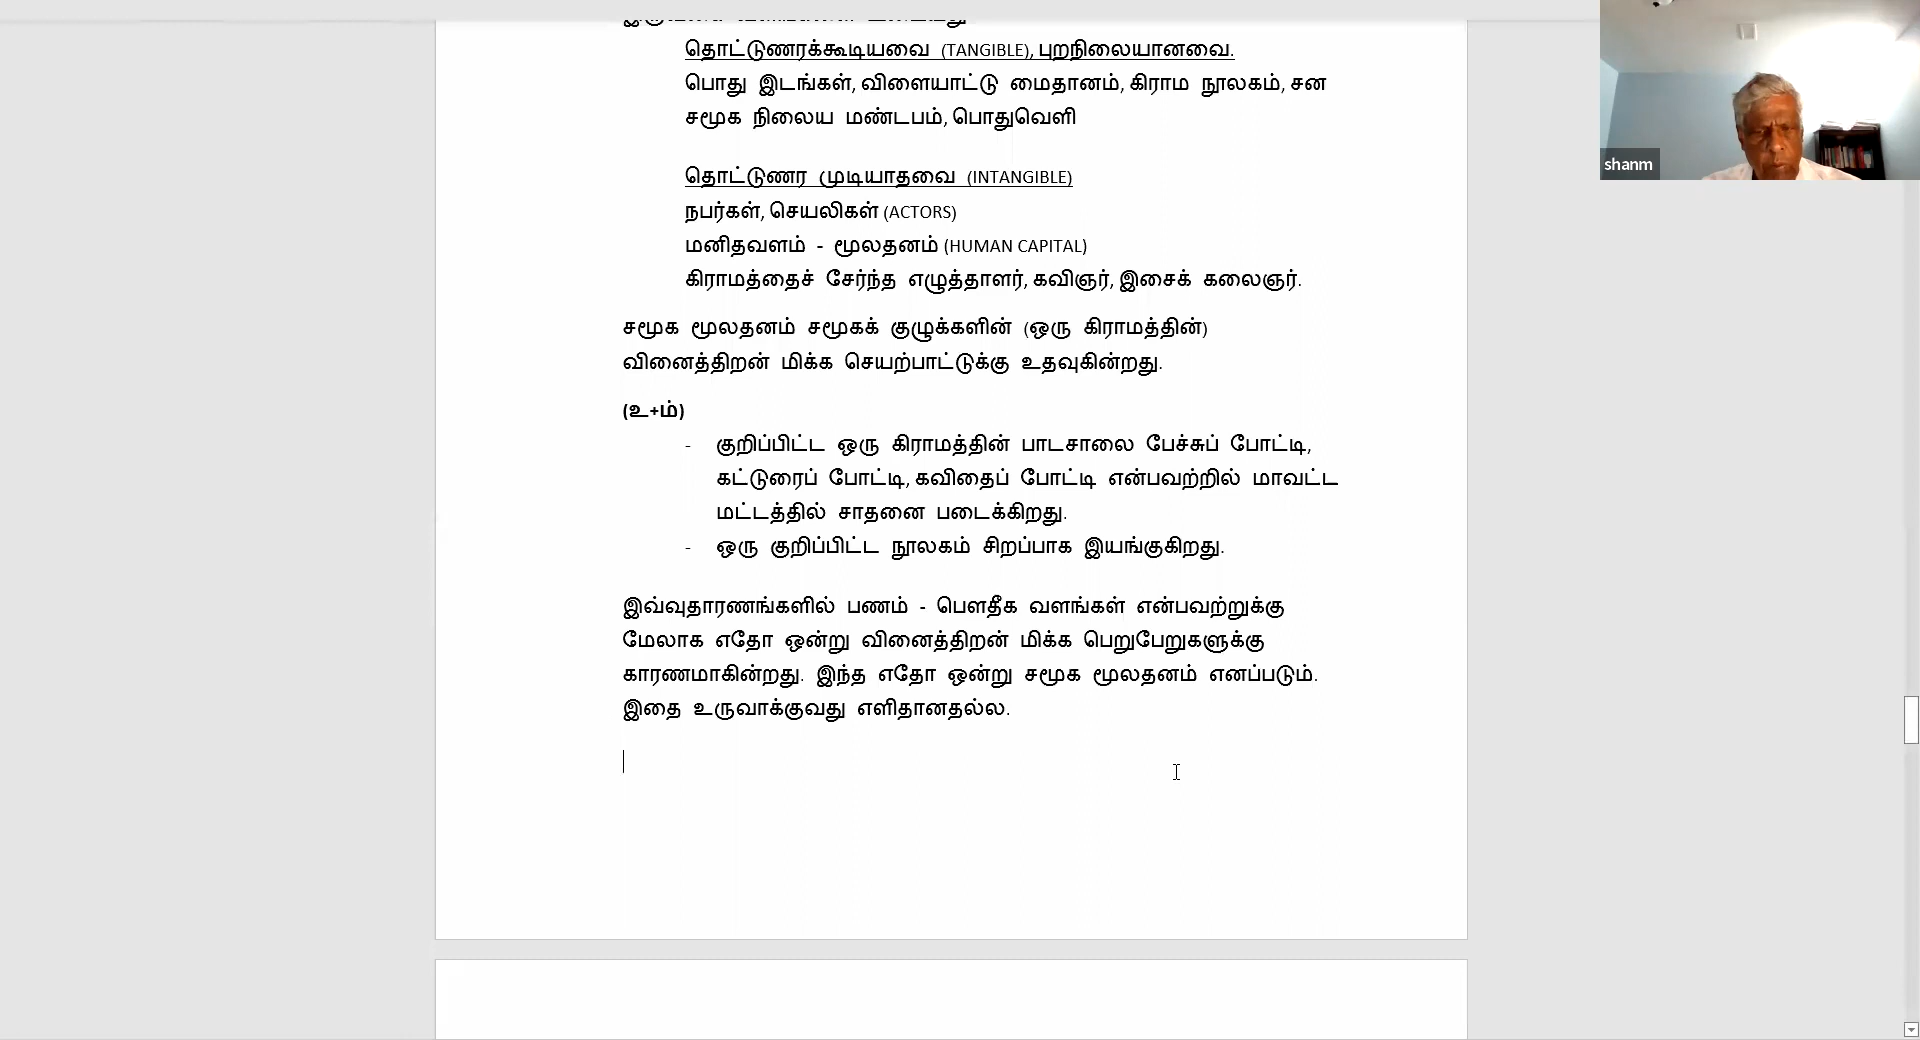 தொட்டுணரக்கூடியவை (TANGIBLE), புறநிலையானவை.
பொது இடங்கள், விளையாட்டு மைதானம், கிராம நூலகம், சன
சமூக நிலைய மண்டபம், பொதுவெளி
தொட்டுணர முடியாதவை (INTANGIBLE)
நபர்கள், செயலிகள் (ACTORS)
மனிதவளம் - மூலதனம் (HUMAN CAPITAL)
கிராமத்தைச் சேர்ந்த எழுத்தாளர், கவிஞர், இசைக் கலைஞர்.
சமூக மூலதனம் சமூகக் குழுக்களின் (ஒரு கிராமத்தின்)
வினைத்திறன் மிக்க செயற்பாட்டுக்கு உதவுகின்றது.
(உ+ம்)
- குறிப்பிட்ட ஒரு கிராமத்தின் பாடசாலை பேச்சுப் போட்டி,
கட்டுரைப் போட்டி, கவிதைப் போட்டி என்பவற்றில் மாவட்ட
மட்டத்தில் சாதனை படைக்கிறது.
- ஒரு குறிப்பிட்ட நூலகம் சிறப்பாக இயங்குகிறது.
இவ்வுதாரணங்களில் பணம் - பௌதீக வளங்கள் என்பவற்றுக்கு
மேலாக எதோ ஒன்று வினைத்திறன் மிக்க பெறுபேறுகளுக்கு
காரணமாகின்றது. இந்த எதோ ஒன்று சமூக மூலதனம் எனப்படும்.
இதை உருவாக்குவது எளிதானதல்ல.
shanm